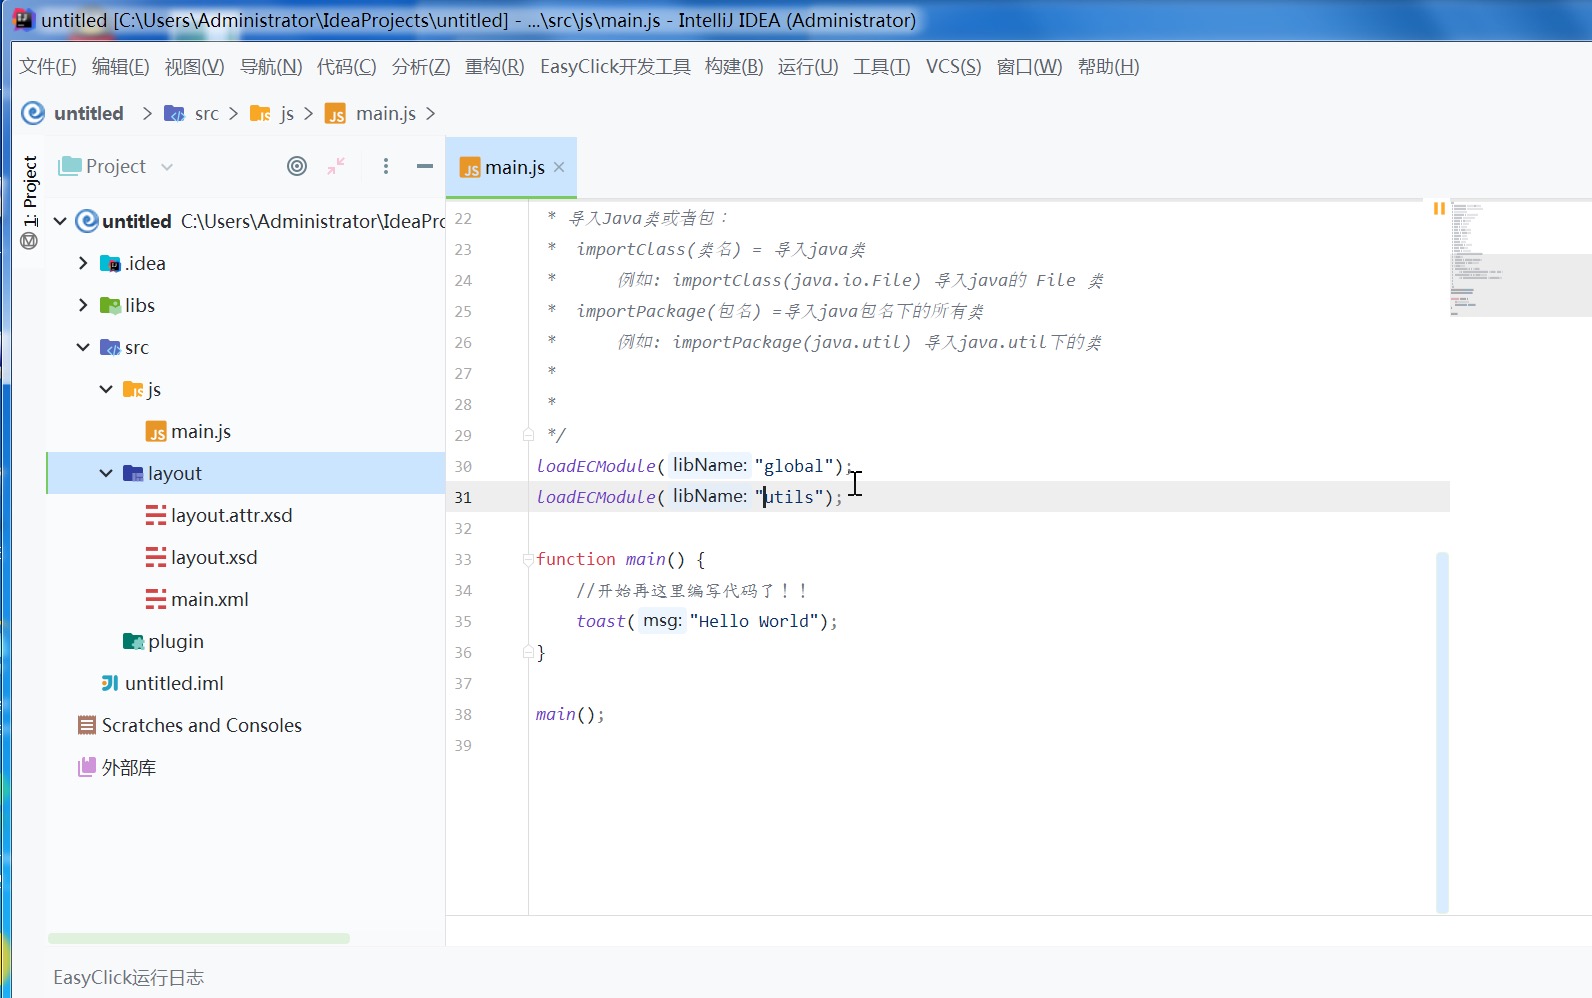 untitled [C:\Users\Administrator\IdeaProjects\untitled] - ...\src\js\main.js - IntelliJ IDEA (Administrator)
文件(F) 编辑(E) 视图(V) 导航(N) 代码(C) 分析(Z) 重构(R) EasyClick开发工具 构建(B) 运行(U) 工具(T) VCS(S) 窗口(W) 帮助(H)
untitled > src > js > main.js >
1: Project
Project
main.js
untitled C:\Users\Administrator\IdeaPro
.idea
libs
src
js
main.js
layout
layout.attr.xsd
layout.xsd
main.xml
plugin
untitled.iml
Scratches and Consoles
外部库
22 * 导入Java类或者包：
23 * importClass(类名) = 导入java类
24 * 例如: importClass(java.io.File) 导入java的 File 类
25 * importPackage(包名) =导入java包名下的所有类
26 * 例如: importPackage(java.util) 导入java.util下的类
27 *
28 *
29 */
30 loadECModule( libName: "global");
31 loadECModule( libName: "utils");
32
33 function main() {
34 //开始再这里编写代码了！！
35 toast( msg: "Hello World");
36 }
37
38 main();
39
EasyClick运行日志